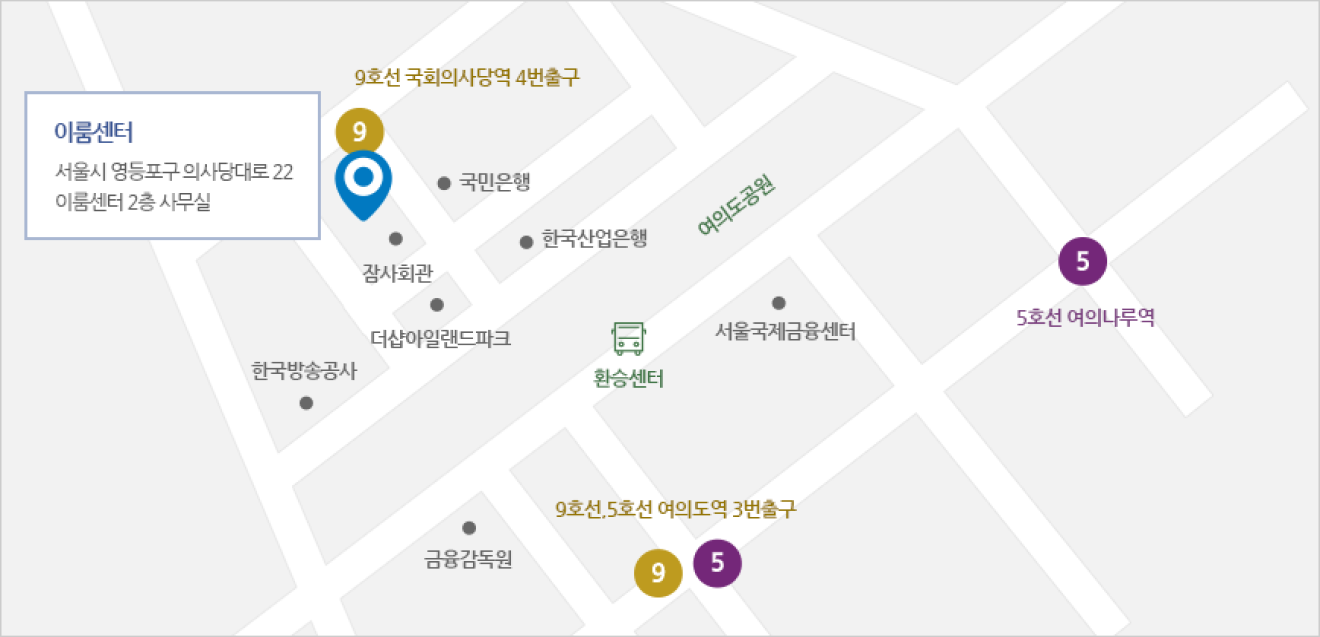 9호선 국회의사당역 4번출구
이룸센터
서울시 영등포구 의사당대로 22
이룸센터 2층 사무실
9
국민은행
한국산업은행
여의도공원
잠사회관
5
5호선 여의나루역
더샵아일랜드파크
서울국제금융센터
환승센터
한국방송공사
9호선,5호선 여의도역 3번출구
금융감독원
9
5